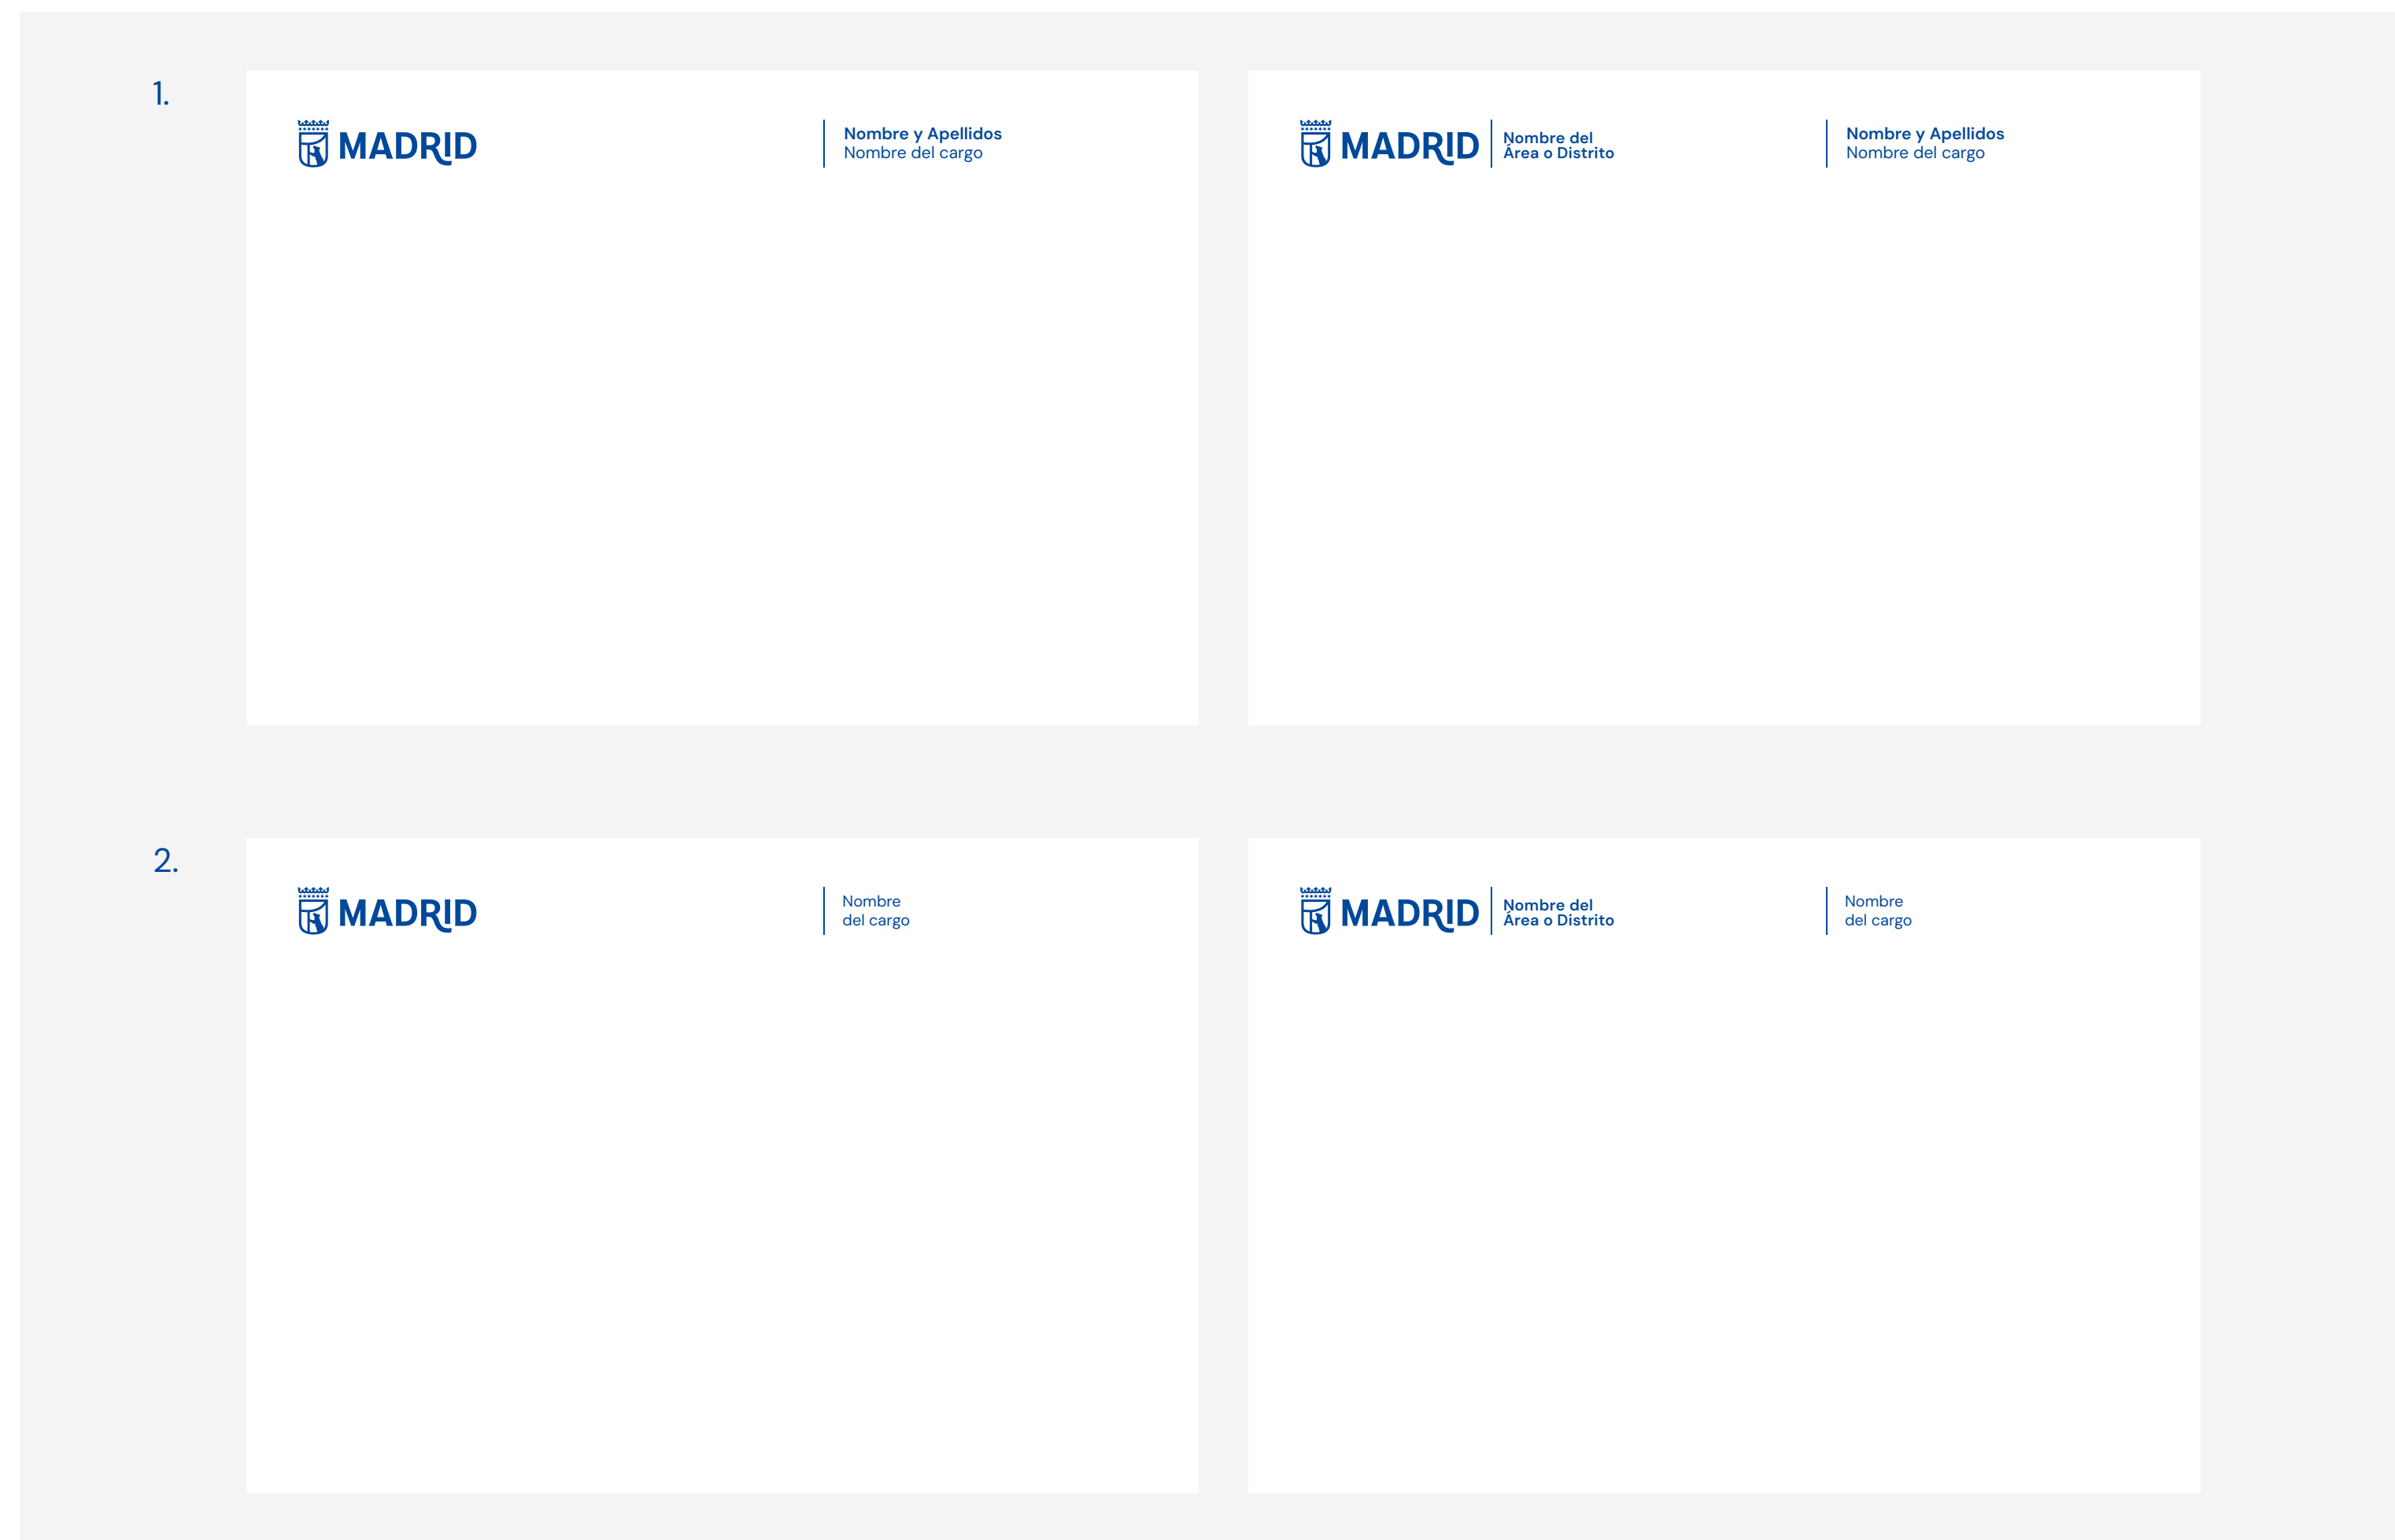 1.
MADRID
Nombre y Apellidos
Nombre del cargo
MADRID
Nombre del
Área o Distrito
Nombre y Apellidos
Nombre del cargo
2.
MADRID
Nombre
del cargo
MADRID
Nombre del
Área o Distrito
Nombre
del cargo